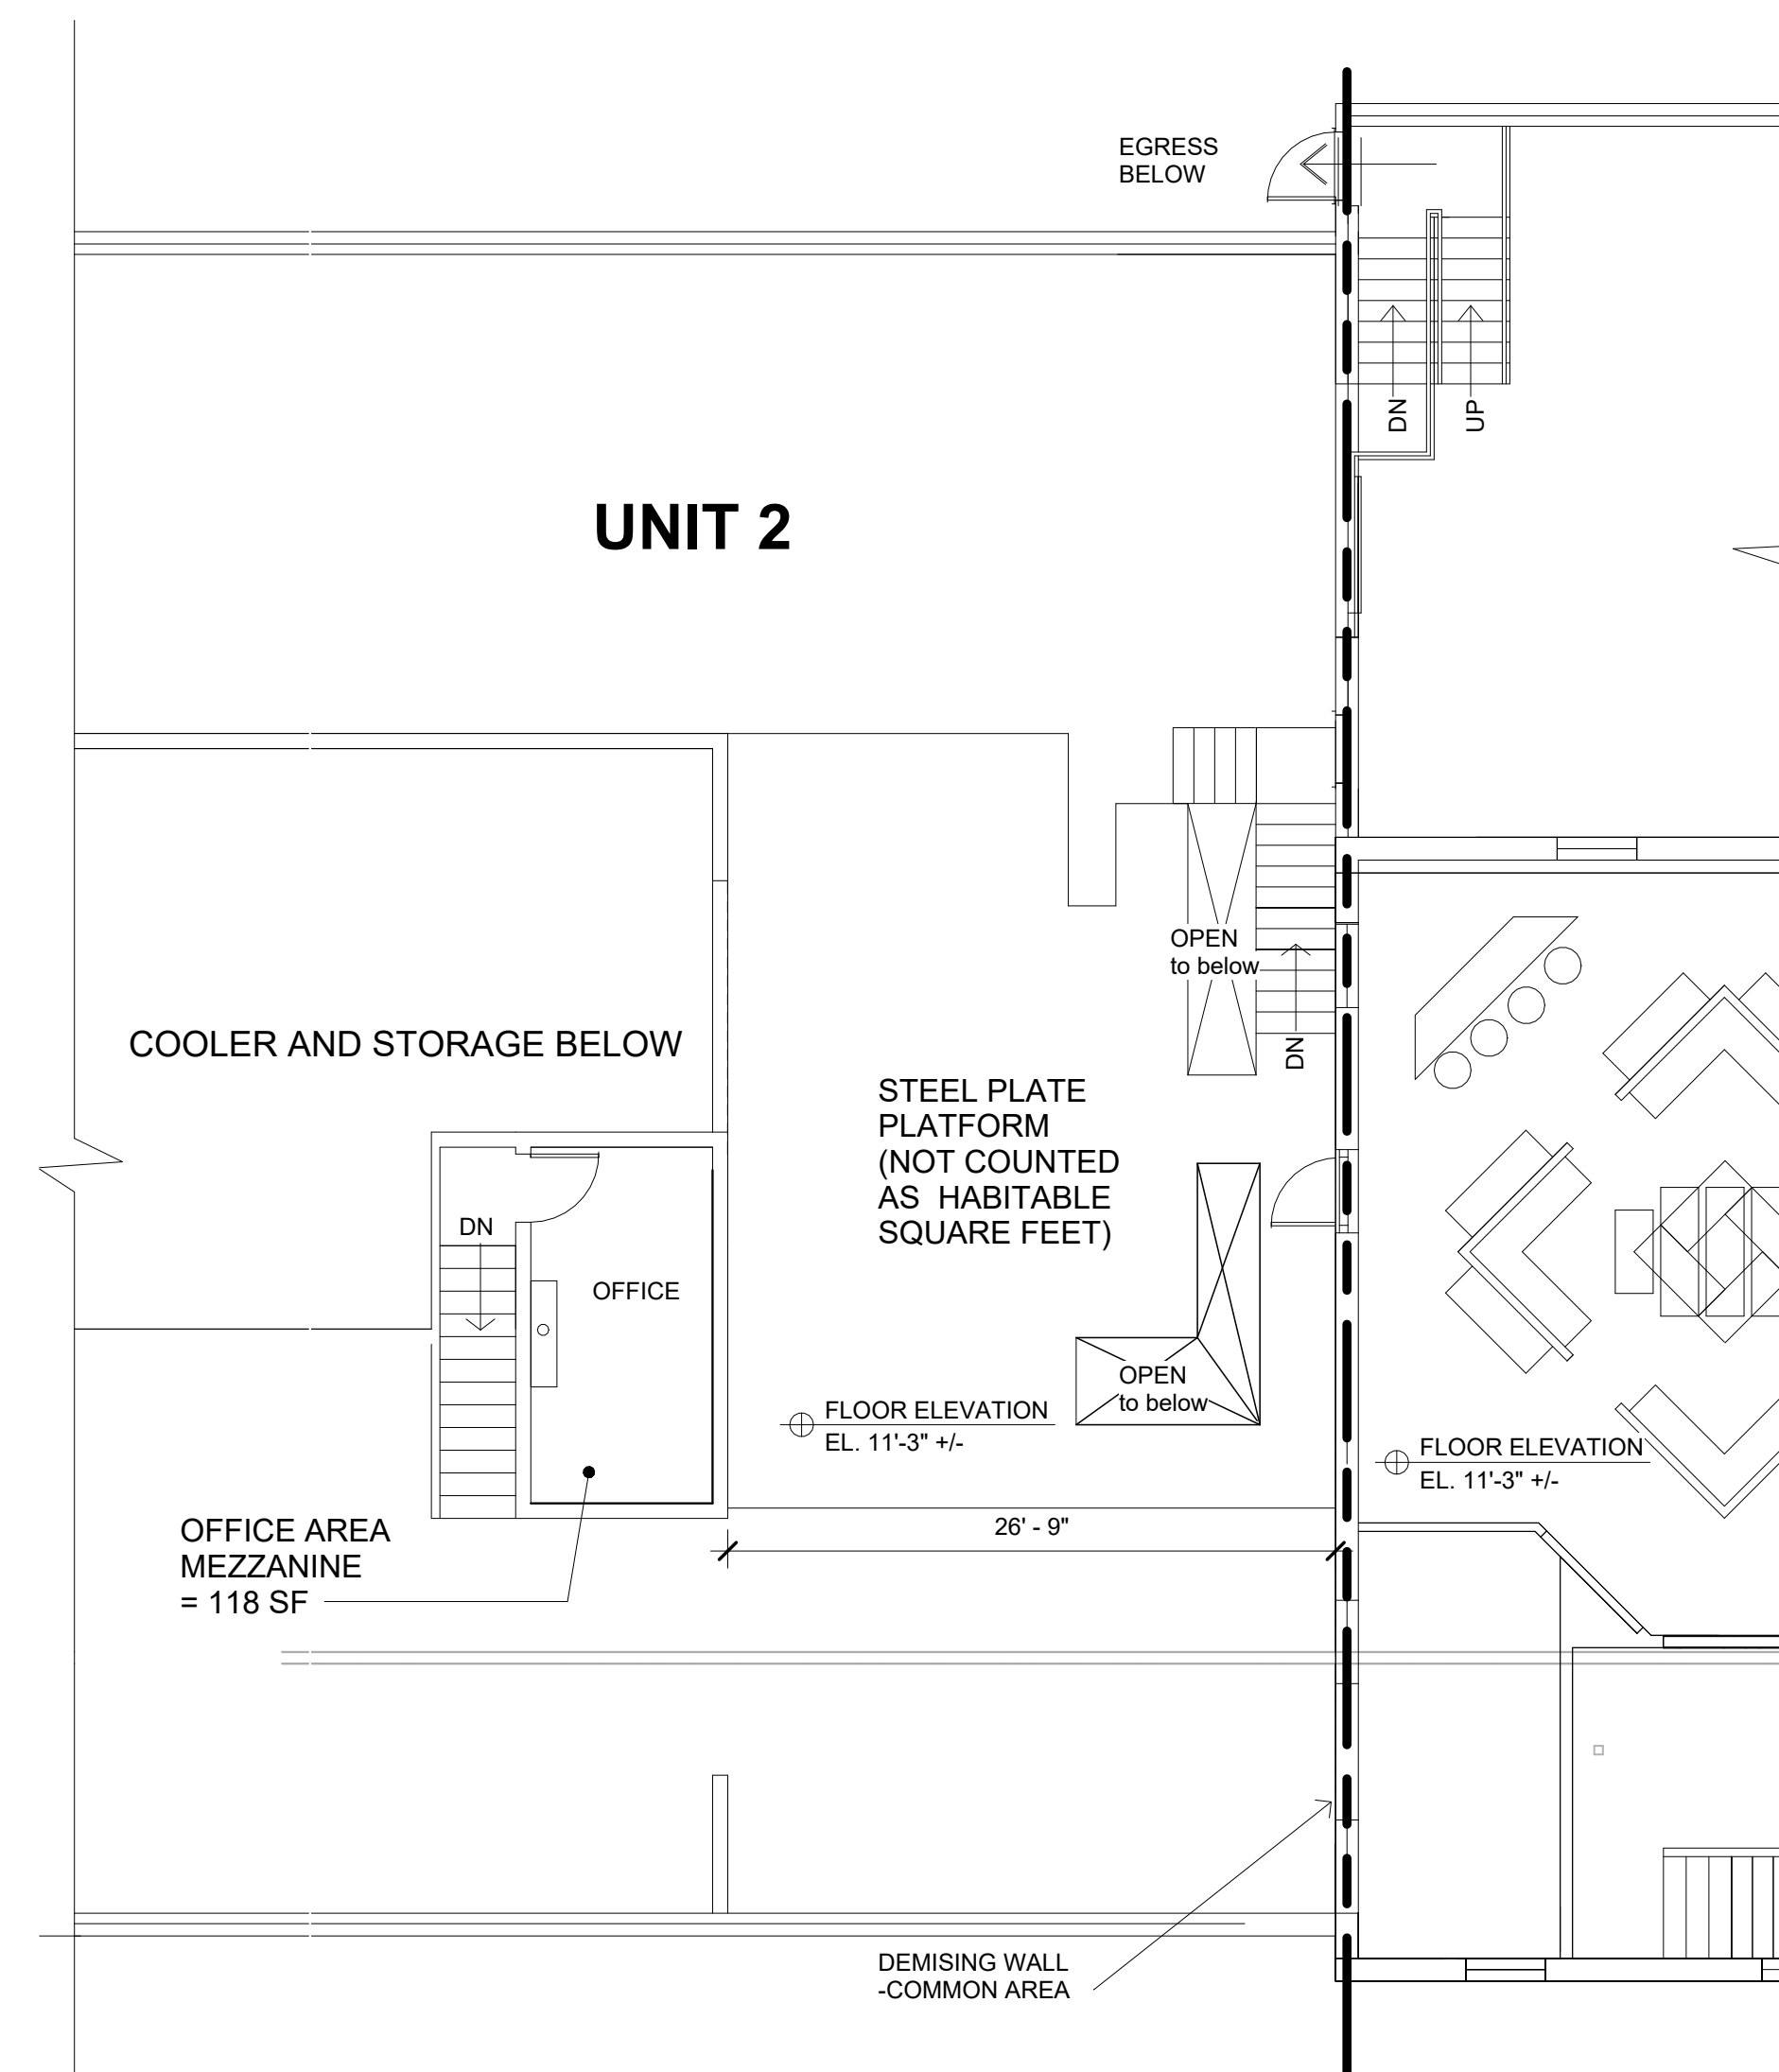 EGRESS
BELOW
DN
UP
UNIT 2
OPEN
to below
DN
COOLER AND STORAGE BELOW
STEEL PLATE
PLATFORM
(NOT COUNTED
AS HABITABLE
SQUARE FEET)
DN
OFFICE
OPEN
to below
FLOOR ELEVATION
EL. 11'-3" +/-
FLOOR ELEVATION
EL. 11'-3" +/-
OFFICE AREA
MEZZANINE
= 118 SF
26' - 9"
DEMISING WALL
-COMMON AREA